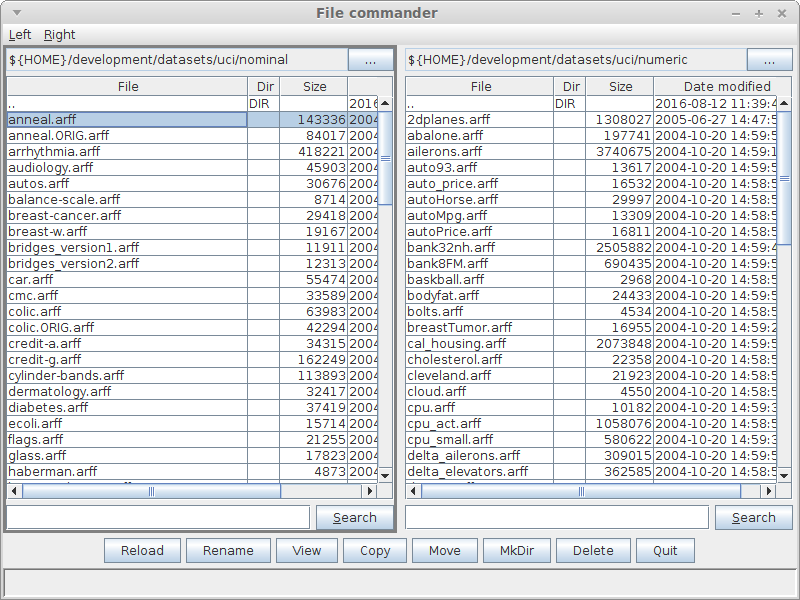 File commander
Left Right
${HOME}/development/datasets/uci/nominal ...
File Dir Size
.. DIR 2016
anneal.arff 143336 2004
anneal.ORIG.arff 84017 2004
arrhythmia.arff 418221 2004
audiology.arff 45903 2004
autos.arff 30676 2004
balance-scale.arff 8714 2004
breast-cancer.arff 29418 2004
breast-w.arff 19167 2004
bridges_version1.arff 11911 2004
bridges_version2.arff 12313 2004
car.arff 55474 2004
cmc.arff 33589 2004
colic.arff 63983 2004
colic.ORIG.arff 42294 2004
credit-a.arff 34315 2004
credit-g.arff 162249 2004
cylinder-bands.arff 113893 2004
dermatology.arff 32417 2004
diabetes.arff 37419 2004
ecoli.arff 15714 2004
flags.arff 21255 2004
glass.arff 17823 2004
haberman.arff 4873 2004
Search
${HOME}/development/datasets/uci/numeric ...
File Dir Size Date modified
.. DIR 2016-08-12 11:39:4
2dplanes.arff 1308027 2005-06-27 14:47:5
abalone.arff 197741 2004-10-20 14:59:5
ailerons.arff 3740675 2004-10-20 14:59:1
auto93.arff 13617 2004-10-20 14:59:5
auto_price.arff 16532 2004-10-20 14:58:5
autoHorse.arff 29997 2004-10-20 14:58:5
autoMpg.arff 13309 2004-10-20 14:58:5
autoPrice.arff 16811 2004-10-20 14:58:5
bank32nh.arff 2505882 2004-10-20 14:59:4
bank8FM.arff 690435 2004-10-20 14:59:5
baskball.arff 2968 2004-10-20 14:58:5
bodyfat.arff 24433 2004-10-20 14:59:5
bolts.arff 4534 2004-10-20 14:58:5
breastTumor.arff 16955 2004-10-20 14:59:2
cal_housing.arff 2073848 2004-10-20 14:59:5
cholesterol.arff 22358 2004-10-20 14:58:5
cleveland.arff 21923 2004-10-20 14:58:5
cloud.arff 4550 2004-10-20 14:58:5
cpu.arff 10182 2004-10-20 14:59:3
cpu_act.arff 1058076 2004-10-20 14:58:5
cpu_small.arff 580622 2004-10-20 14:59:3
delta_ailerons.arff 309015 2004-10-20 14:59:5
delta_elevators.arff 362585 2004-10-20 14:58:5
Search
Reload Rename View Copy Move MkDir Delete Quit